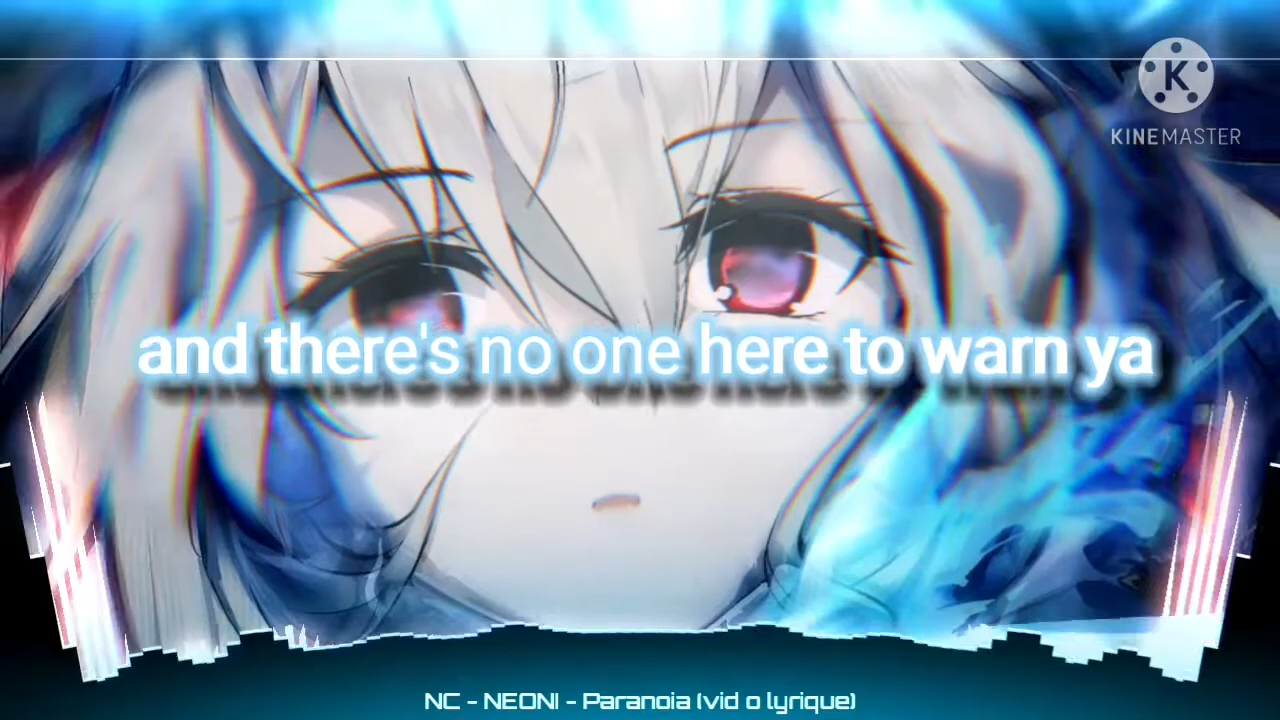 KINEMASTER
and there's no one here to warn ya
NC - NEONI - Paranoia (vid o lyrique)